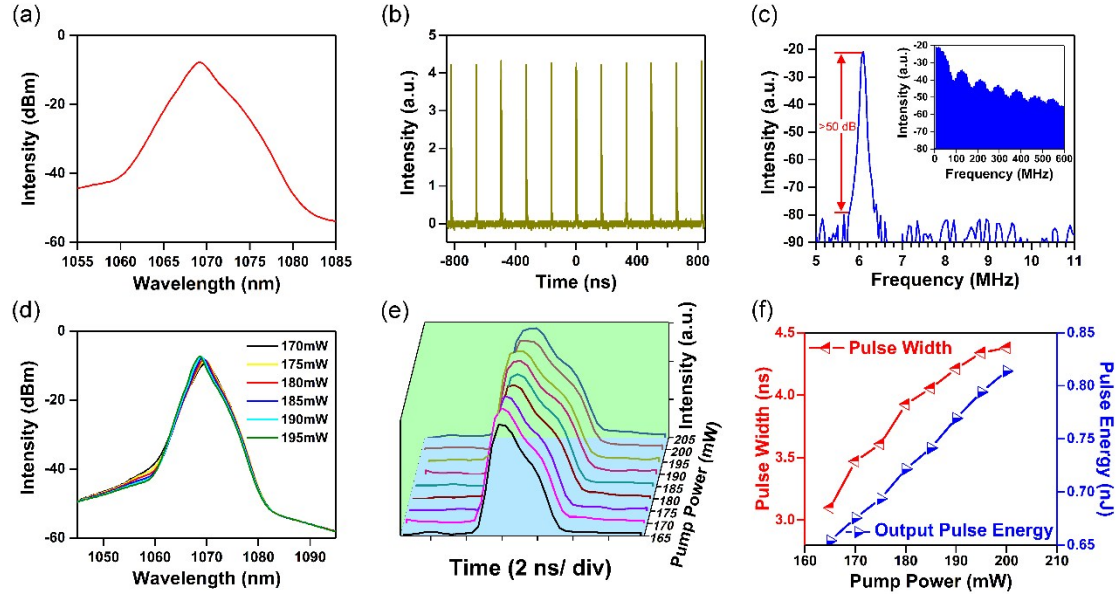 (a)
0
-20
-40
-60
Intensity (dBm)
1055 1060 1065 1070 1075 1080 1085
Wavelength (nm)
(b)
5
4
3
2
1
0
Intensity (a.u.)
-800 -400 0 400 800
Time (ns)
(c)
-20
-30
-40
-50
-60
-70
-80
-90
Intensity (a.u.)
>50 dB
5 6 7 8 9 10 11
Frequency (MHz)
-20
-30
-40
-50
-60
-70
-80
Intensity (a.u.)
0 100 200 300 400 500 600
Frequency (MHz)
(d)
0
-20
-40
-60
Intensity (dBm)
170mW
175mW
180mW
185mW
190mW
195mW
1050 1060 1070 1080 1090
Wavelength (nm)
(e)
Intensity (a.u.)
205
200
195
190
185
180
175
170
165
Pump Power (mW)
Time (2 ns/ div)
(f)
4.5
4.0
3.5
3.0
Pulse Width (ns)
Pulse Width
Output Pulse Energy
0.85
0.80
0.75
0.70
0.65
Pulse Energy (nJ)
160 170 180 190 200 210
Pump Power (mW)